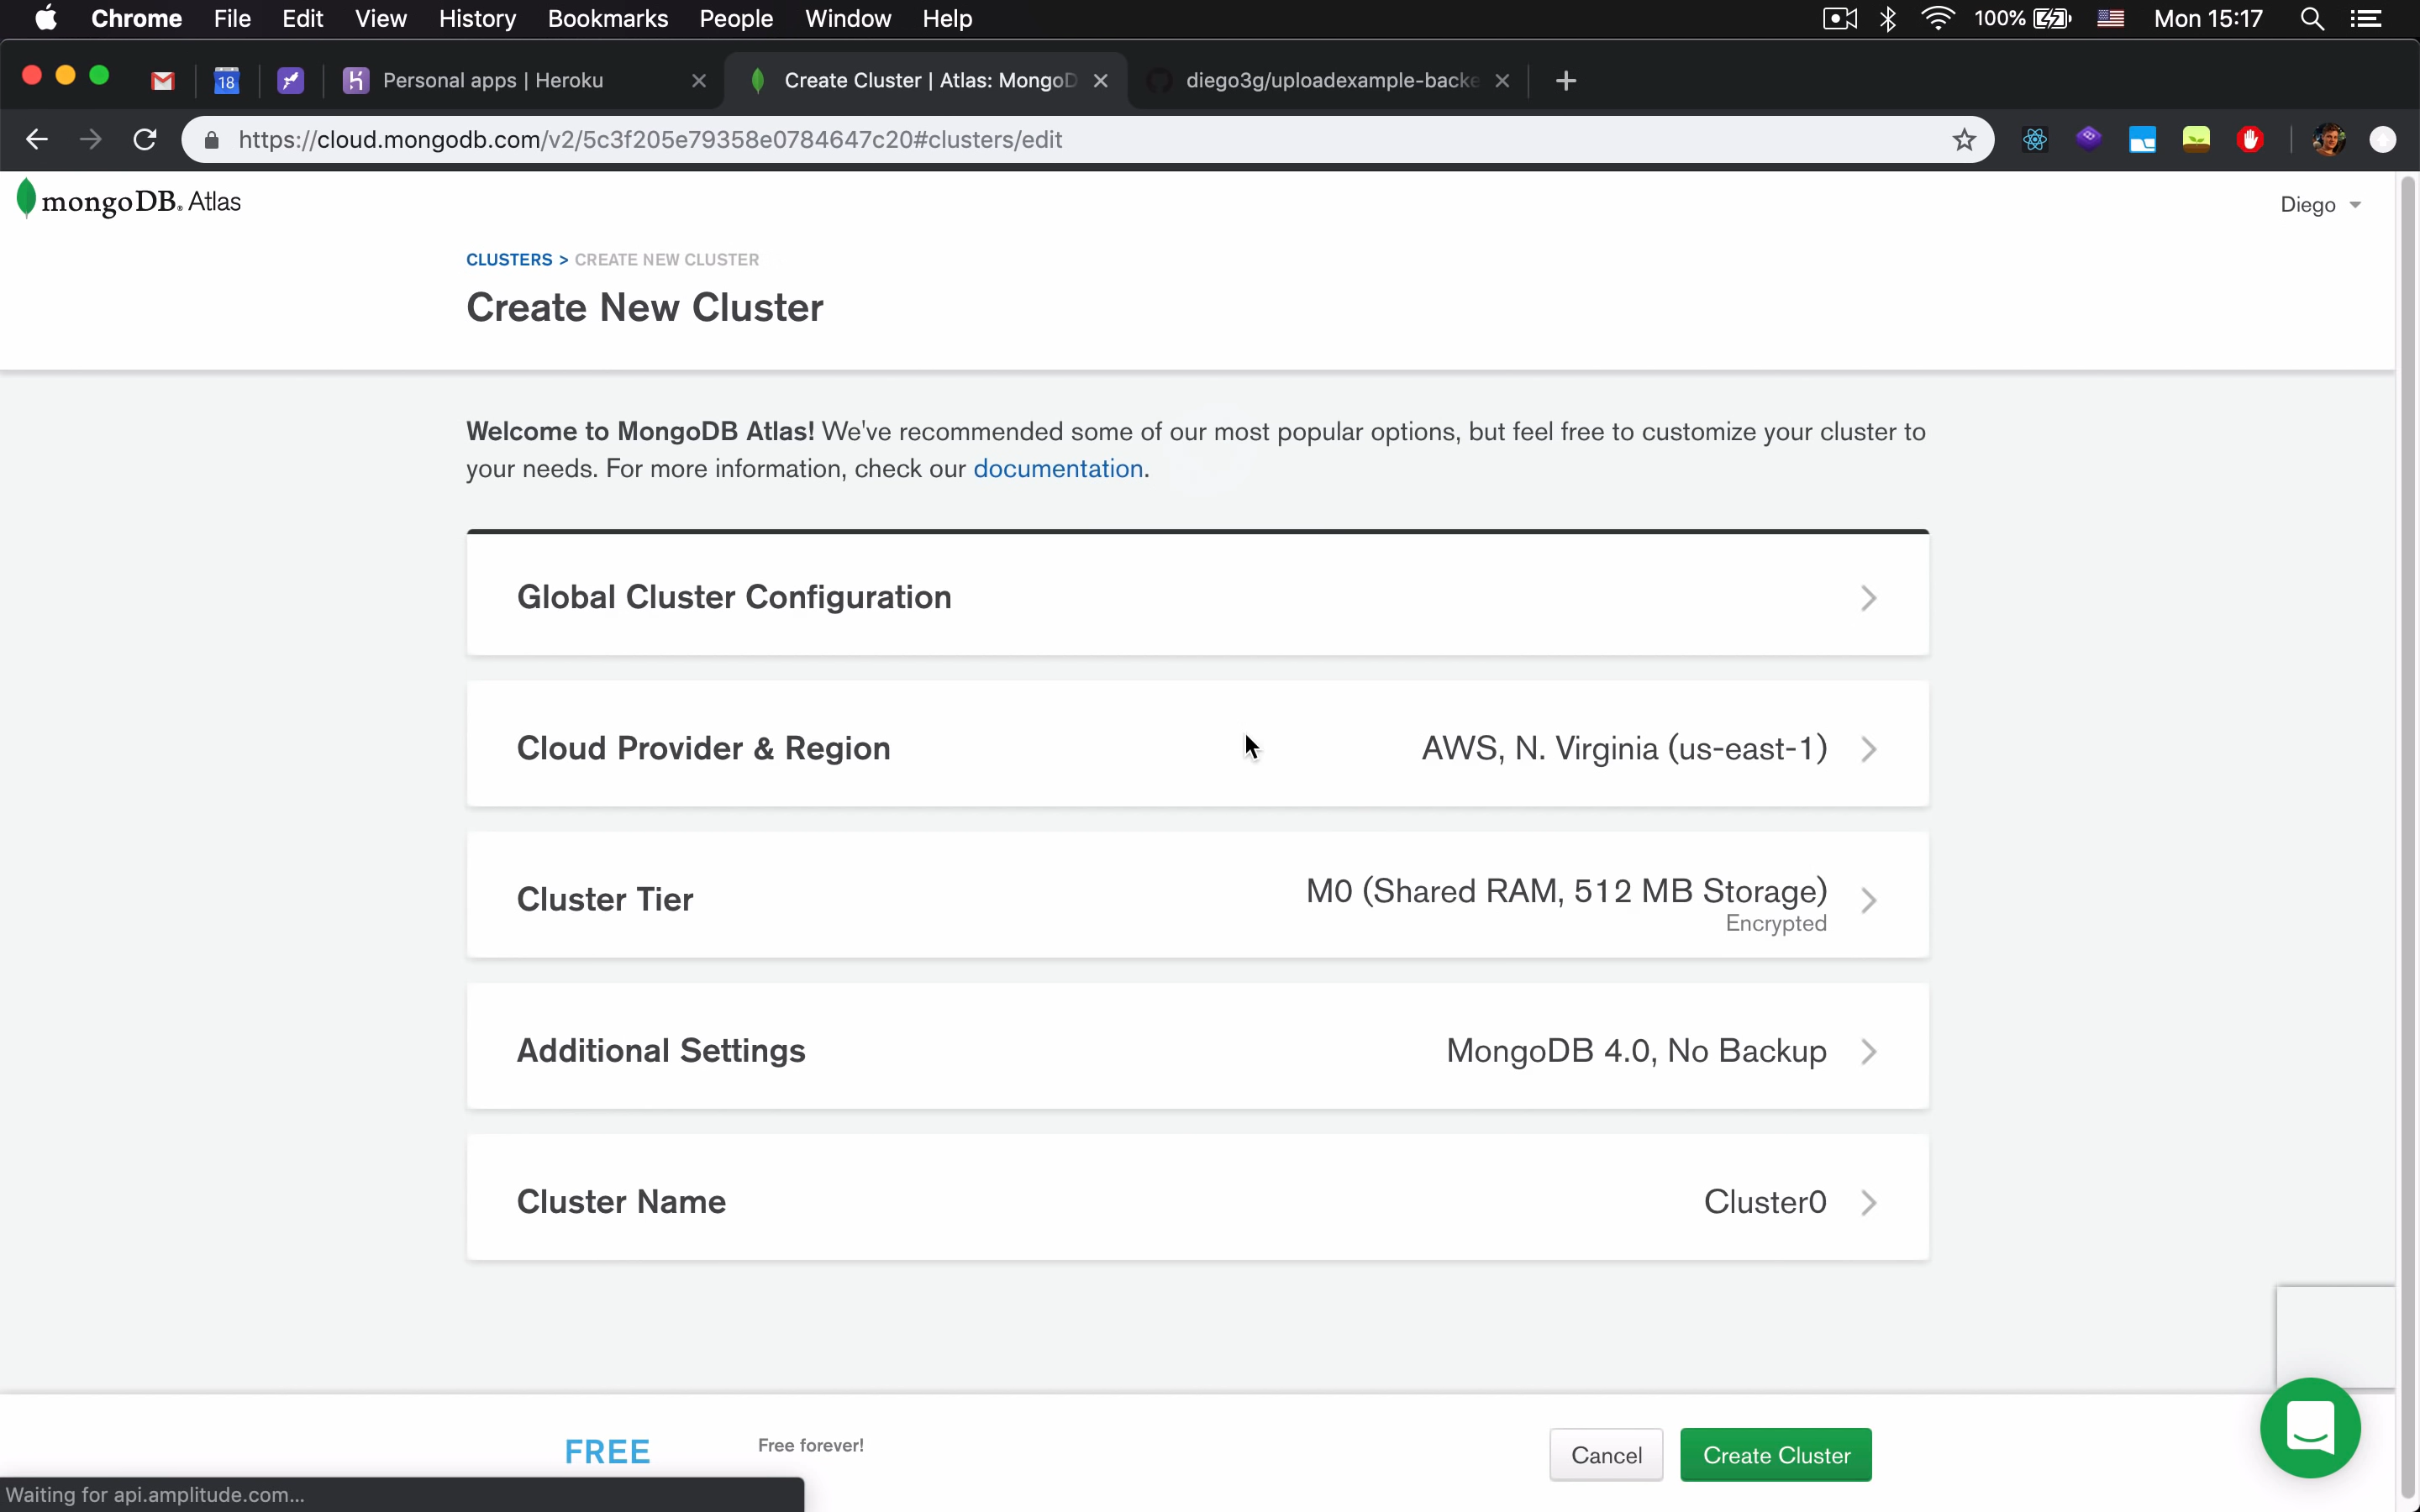 Chrome File Edit View History Bookmarks People Window Help 100% Mon 15:17
18 Personal apps | Heroku Create Cluster | Atlas: MongoD diego3g/uploadexample-backe
https://cloud.mongodb.com/v2/5c3f205e79358e0784647c20#clusters/edit
mongoDB. Atlas Diego
CLUSTERS > CREATE NEW CLUSTER
Create New Cluster
Welcome to MongoDB Atlas! We've recommended some of our most popular options, but feel free to customize your cluster to
your needs. For more information, check our documentation.
Global Cluster Configuration
Cloud Provider & Region AWS, N. Virginia (us-east-1)
Cluster Tier M0 (Shared RAM, 512 MB Storage)
Encrypted
Additional Settings MongoDB 4.0, No Backup
Cluster Name Cluster0
FREE Free forever! Cancel Create Cluster
Waiting for api.amplitude.com...